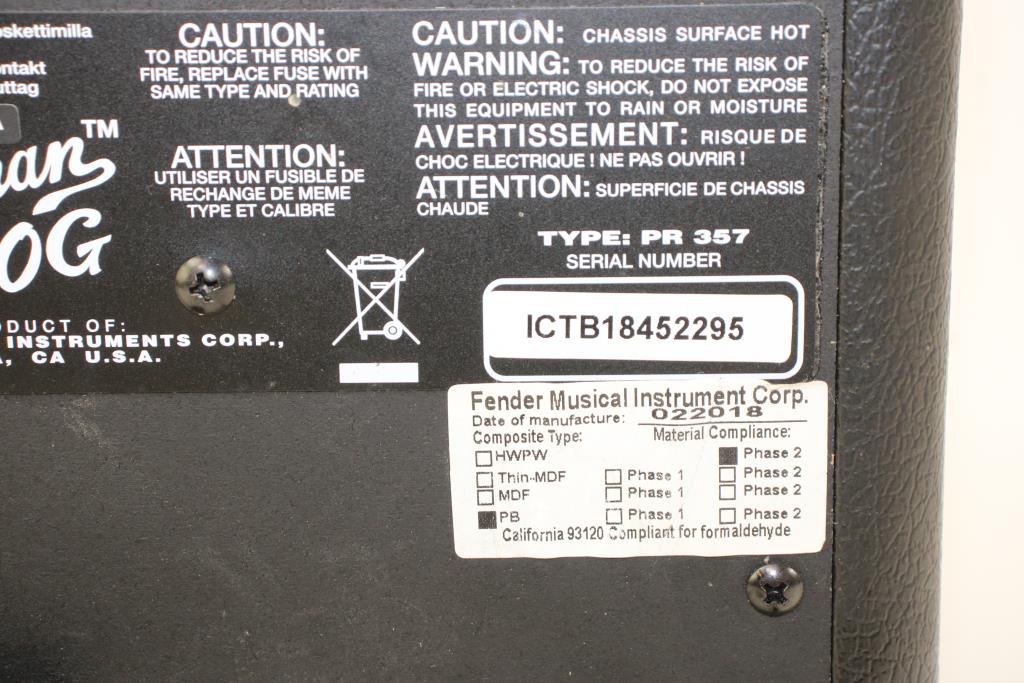 CAUTION:
TO REDUCE THE RISK OF
FIRE, REPLACE FUSE WITH
SAME TYPE AND RATING
ATTENTION:
UTILISER UN FUSIBLE DE
RECHANGE DE MEME
TYPE ET CALIBRE
CAUTION: CHASSIS SURFACE HOT
WARNING: TO REDUCE THE RISK OF
FIRE OR ELECTRIC SHOCK, DO NOT EXPOSE
THIS EQUIPMENT TO RAIN OR MOISTURE
AVERTISSEMENT: RISQUE DE
CHOC ELECTRIQUE ! NE PAS OUVRIR !
ATTENTION: SUPERFICIE DE CHASSIS
CHAUDE
TYPE: PR 357
SERIAL NUMBER
ICTB18452295
TM
OF:
INSTRUMENTS CORP.,
CA U.S.A.
Fender Musical Instrument Corp.
Date of manufacture: 022018
Composite Type: Material Compliance:
HWPW Phase 2
Thin-MDF Phase 1 Phase 2
MDF Phase 1 Phase 2
PB Phase 1 Phase 2
California 93120 Compliant for formaldehyde